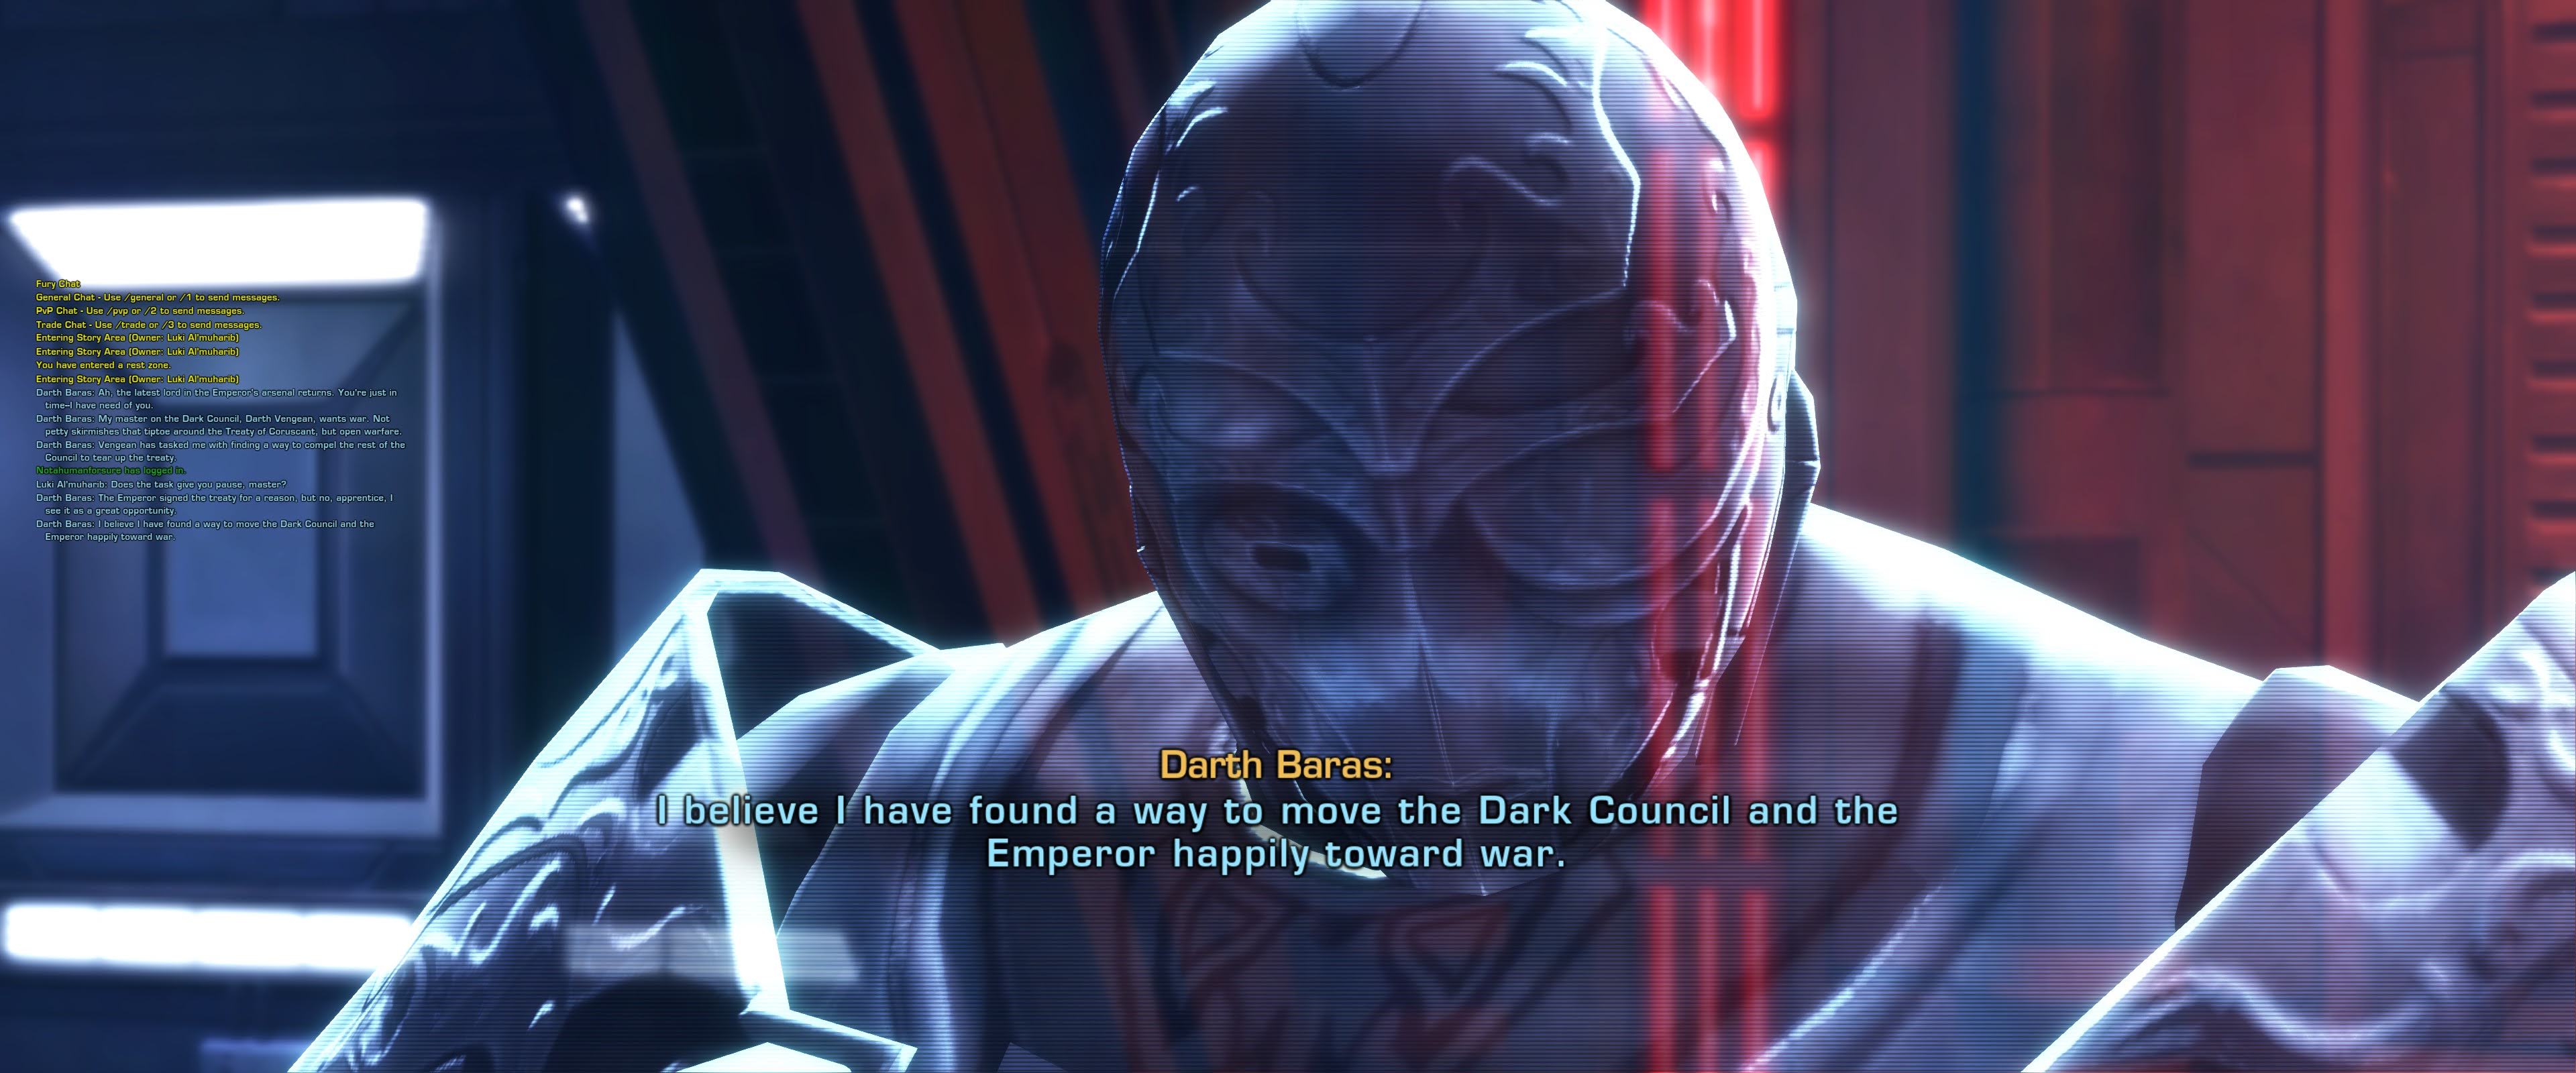 Fury Chat
General Chat - Use /general or /1 to send messages.
PvP Chat - Use /pvp or /2 to send messages.
Trade Chat - Use /trade or /3 to send messages.
Entering Story Area (Owner: Luki Al'muharib)
Entering Story Area (Owner: Luki Al'muharib)
You have entered a rest zone.
Entering Story Area (Owner: Luki Al'muharib)
Darth Baras: Ah, the latest lord in the Emperor's arsenal returns. You're just in
time–I have need of you.
Darth Baras: My master on the Dark Council, Darth Vengean, wants war. Not
petty skirmishes that tiptoe around the Treaty of Coruscant, but open warfare.
Darth Baras: Vengean has tasked me with finding a way to compel the rest of the
Council to tear up the treaty.
Notahumanforsure has logged in.
Luki Al'muharib: Does the task give you pause, master?
Darth Baras: The Emperor signed the treaty for a reason, but no, apprentice, I
see it as a great opportunity.
Darth Baras: I believe I have found a way to move the Dark Council and the
Emperor happily toward war.
Darth Baras:
I believe I have found a way to move the Dark Council and the
Emperor happily toward war.